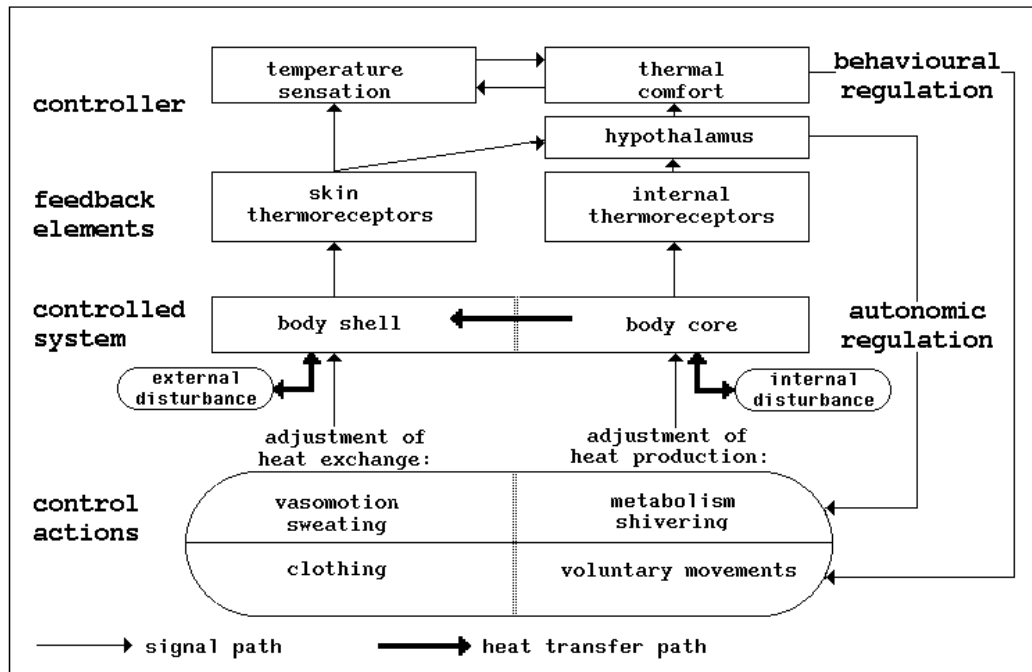 temperature
sensation
thermal
comfort
behavioural
regulation
controller
hypothalamus
feedback
elements
skin
thermoreceptors
internal
thermoreceptors
controlled
system
body shell
body core
autonomic
regulation
external
disturbance
internal
disturbance
adjustment of
heat exchange:
adjustment of
heat production:
control
actions
vasomotion
sweating
metabolism
shivering
clothing
voluntary movements
signal path
heat transfer path